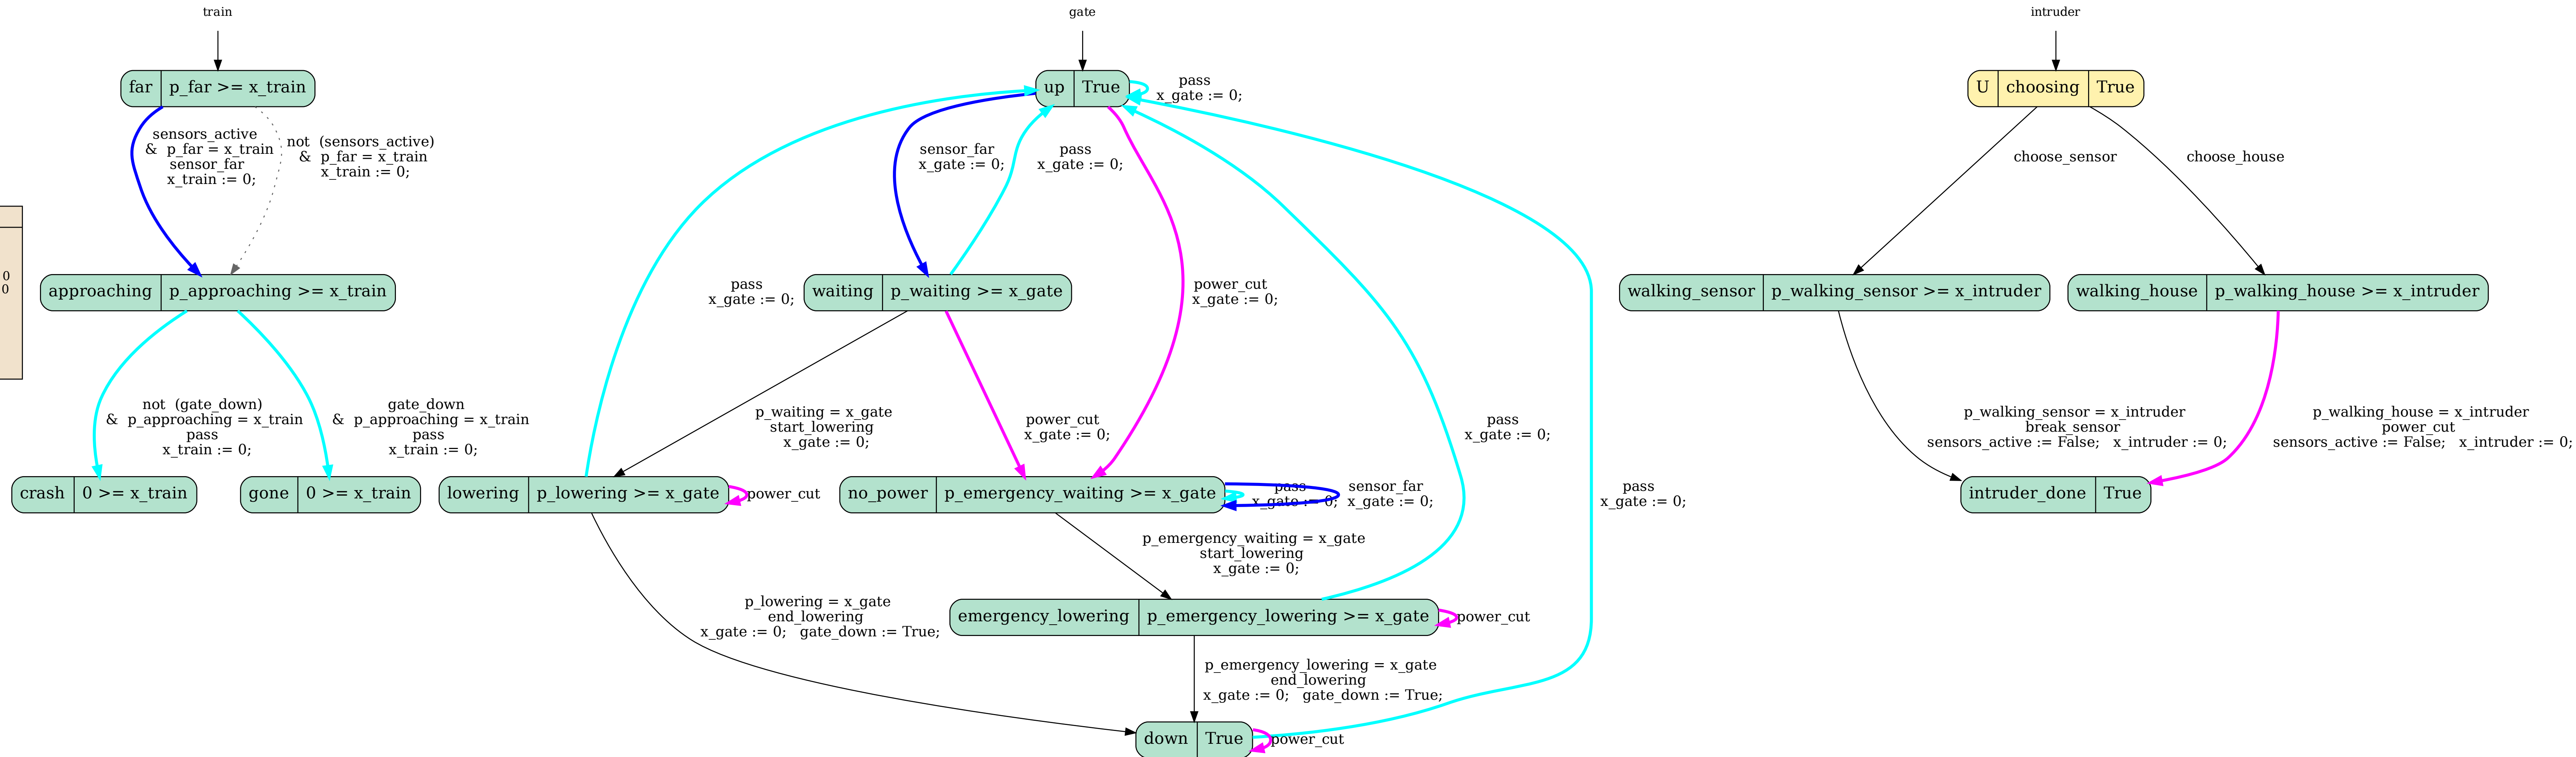 train
gate
intruder
far p_far >= x_train
up True
pass
x_gate := 0;
U choosing True
sensors_active
& p_far = x_train
sensor_far
x_train := 0;
not (sensors_active)
& p_far = x_train
x_train := 0;
sensor_far
x_gate := 0;
pass
x_gate := 0;
choose_sensor
choose_house
0
0
approaching p_approaching >= x_train
pass
x_gate := 0;
waiting p_waiting >= x_gate
power_cut
x_gate := 0;
walking_sensor p_walking_sensor >= x_intruder
walking_house p_walking_house >= x_intruder
not (gate_down)
& p_approaching = x_train
pass
x_train := 0;
gate_down
& p_approaching = x_train
pass
x_train := 0;
p_waiting = x_gate
start_lowering
x_gate := 0;
power_cut
x_gate := 0;
pass
x_gate := 0;
p_walking_sensor = x_intruder
break_sensor
sensors_active := False; x_intruder := 0;
p_walking_house = x_intruder
power_cut
sensors_active := False; x_intruder := 0;
crash 0 >= x_train
gone 0 >= x_train
lowering p_lowering >= x_gate
power_cut
no_power p_emergency_waiting >= x_gate
pass
x_gate := 0;
sensor_far
x_gate := 0;
pass
x_gate := 0;
intruder_done True
p_emergency_waiting = x_gate
start_lowering
x_gate := 0;
p_lowering = x_gate
end_lowering
x_gate := 0; gate_down := True;
emergency_lowering p_emergency_lowering >= x_gate
power_cut
p_emergency_lowering = x_gate
end_lowering
x_gate := 0; gate_down := True;
down True
power_cut